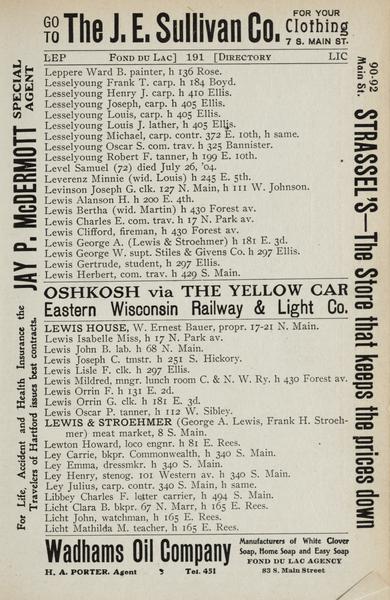 GO TO The J. E. Sullivan Co. FOR YOUR Clothing 7 S. MAIN ST.
LEP FOND DU LAC] 191 [DIRECTORY LIC
Leppere Ward B. painter, h 136 Rose.
Lesselyoung Frank T. carp. h 184 Boyd.
Lesselyoung Henry J. carp. h 410 Ellis.
Lesselyoung Joseph, carp. h 405 Ellis.
Lesselyoung Louis, carp. h 405 Ellis.
Lesselyoung Louis J. lather, h 405 Ellis.
Lesselyoung Michael, carp. contr. 372 E. 10th, h same.
Lesselyoung Oscar S. com. trav. h 325 Bannister.
Lesselyoung Robert F. tanner, h 199 E. 10th.
Level Samuel (72) died July 26, '04.
Leverenz Minnie (wid. Louis) h 245 E. 5th.
Levinson Joseph G. clk. 127 N. Main, h 111 W. Johnson.
Lewis Alanson H. h 200 E. 4th.
Lewis Bertha (wid. Martin) h 430 Forest av.
Lewis Charles E. com. trav. h 17 N. Park av.
Lewis Clifford, fireman, h 430 Forest av.
Lewis George A. (Lewis & Stroehmer) h 181 E. 3d.
Lewis George W. supt. Stiles & Givens Co. h 297 Ellis.
Lewis Gertrude, student, h 297 Ellis.
Lewis Herbert, com. trav. h 429 S. Main.
OSHKOSH via THE YELLOW CAR
Eastern Wisconsin Railway & Light Co.
LEWIS HOUSE, W. Ernest Bauer, propr. 17-21 N. Main.
Lewis Isabelle Miss, h 17 N. Park av.
Lewis John B. lab. h 68 N. Main.
Lewis Joseph C. tmstr. h 251 S. Hickory.
Lewis Lisle F. clk. h 297 Ellis.
Lewis Mildred, mngr. lunch room C. & N. W. Ry. h 430 Forest av.
Lewis Orrin F. h 131 E. 2d.
Lewis Orrin G. clk. h 181 E. 3d.
Lewis Oscar P. tanner, h 112 W. Sibley.
LEWIS & STROEHMER (George A. Lewis, Frank H. Stroeh-
mer) meat market, 8 S. Main.
Lewton Howard, loco engnr. h 81 E. Rees.
Ley Carrie, bkpr. Commonwealth, h 340 S. Main.
Ley Emma, dressmkr. h 340 S. Main.
Ley Henry, stenog. 101 Western av. h 340 S. Main.
Ley Julius, carp. contr. 340 S. Main, h same.
Libbey Charles F. letter carrier, h 494 S. Main.
Licht Clara B. bkpr. 67 N. Marr, h 165 E. Rees.
Licht John, watchman, h 165 E. Rees.
Licht Mathilda M. teacher, h 165 E. Rees.
Wadhams Oil Company
H. A. PORTER, Agent Tel. 451
Manufacturers of White Clover
Soap, Home Soap and Easy Soap
FOND DU LAC AGENCY
83 S. Main Street
JAY P. McDERMOTT SPECIAL AGENT
For Life, Accident and Health Insurance the
Travelers of Hartford issues best contracts.
90-92 Main St.
STRASSEL'S—The Store that keeps the prices down